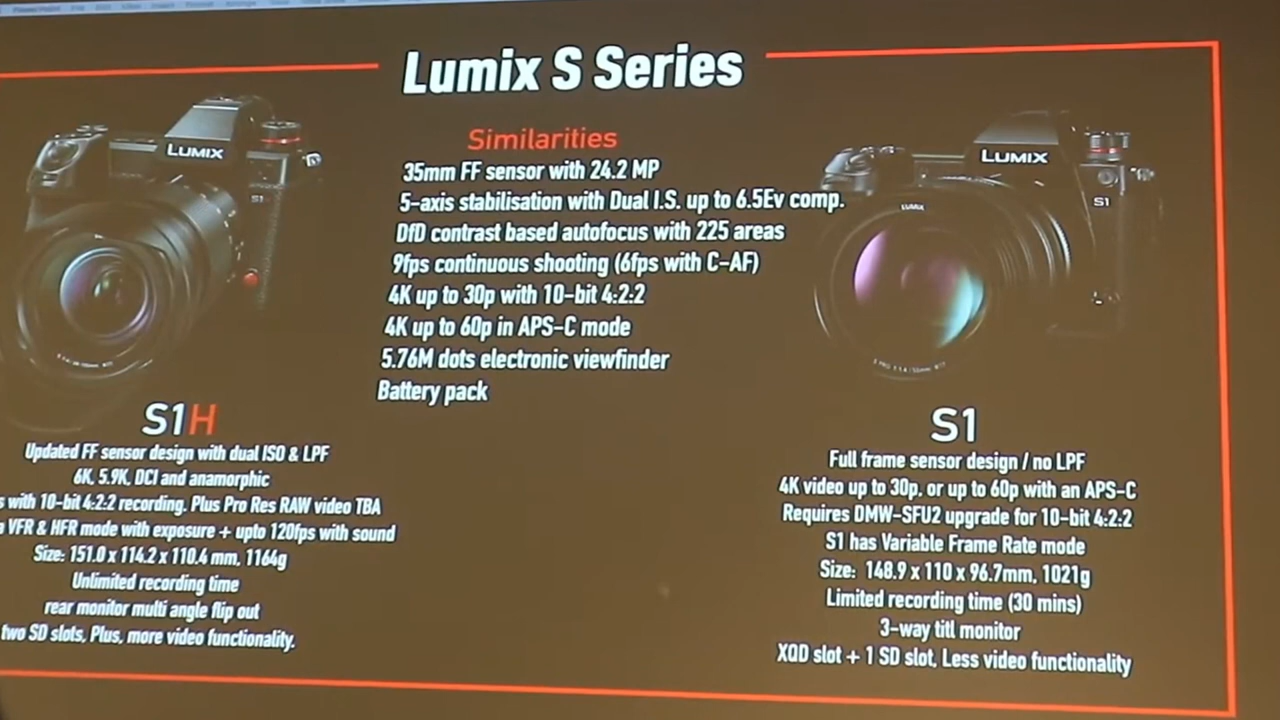 Lumix S Series
Similarities
35mm FF sensor with 24.2 MP
5-axis stabilisation with Dual I.S. up to 6.5Ev comp.
DfD contrast based autofocus with 225 areas
9fps continuous shooting (6fps with C-AF)
4K up to 30p with 10-bit 4:2:2
4K up to 60p in APS-C mode
5.76M dots electronic viewfinder
Battery pack
LUMIX
S1
S1H
Updated FF sensor design with dual ISO & LPF
6K, 5.9K, DCI and anamorphic
with 10-bit 4:2:2 recording. Plus Pro Res RAW video TBA
VFR & HFR mode with exposure + upto 120fps with sound
Size: 151.0 x 114.2 x 110.4 mm, 1164g
Unlimited recording time
rear monitor multi angle flip out
two SD slots, Plus, more video functionality.
LUMIX
S1
LUMIX
S1
S1
Full frame sensor design / no LPF
4K video up to 30p, or up to 60p with an APS-C
Requires DMW-SFU2 upgrade for 10-bit 4:2:2
S1 has Variable Frame Rate mode
Size: 148.9 x 110 x 96.7mm, 1021g
Limited recording time (30 mins)
3-way titl monitor
XQD slot + 1 SD slot, Less video functionality